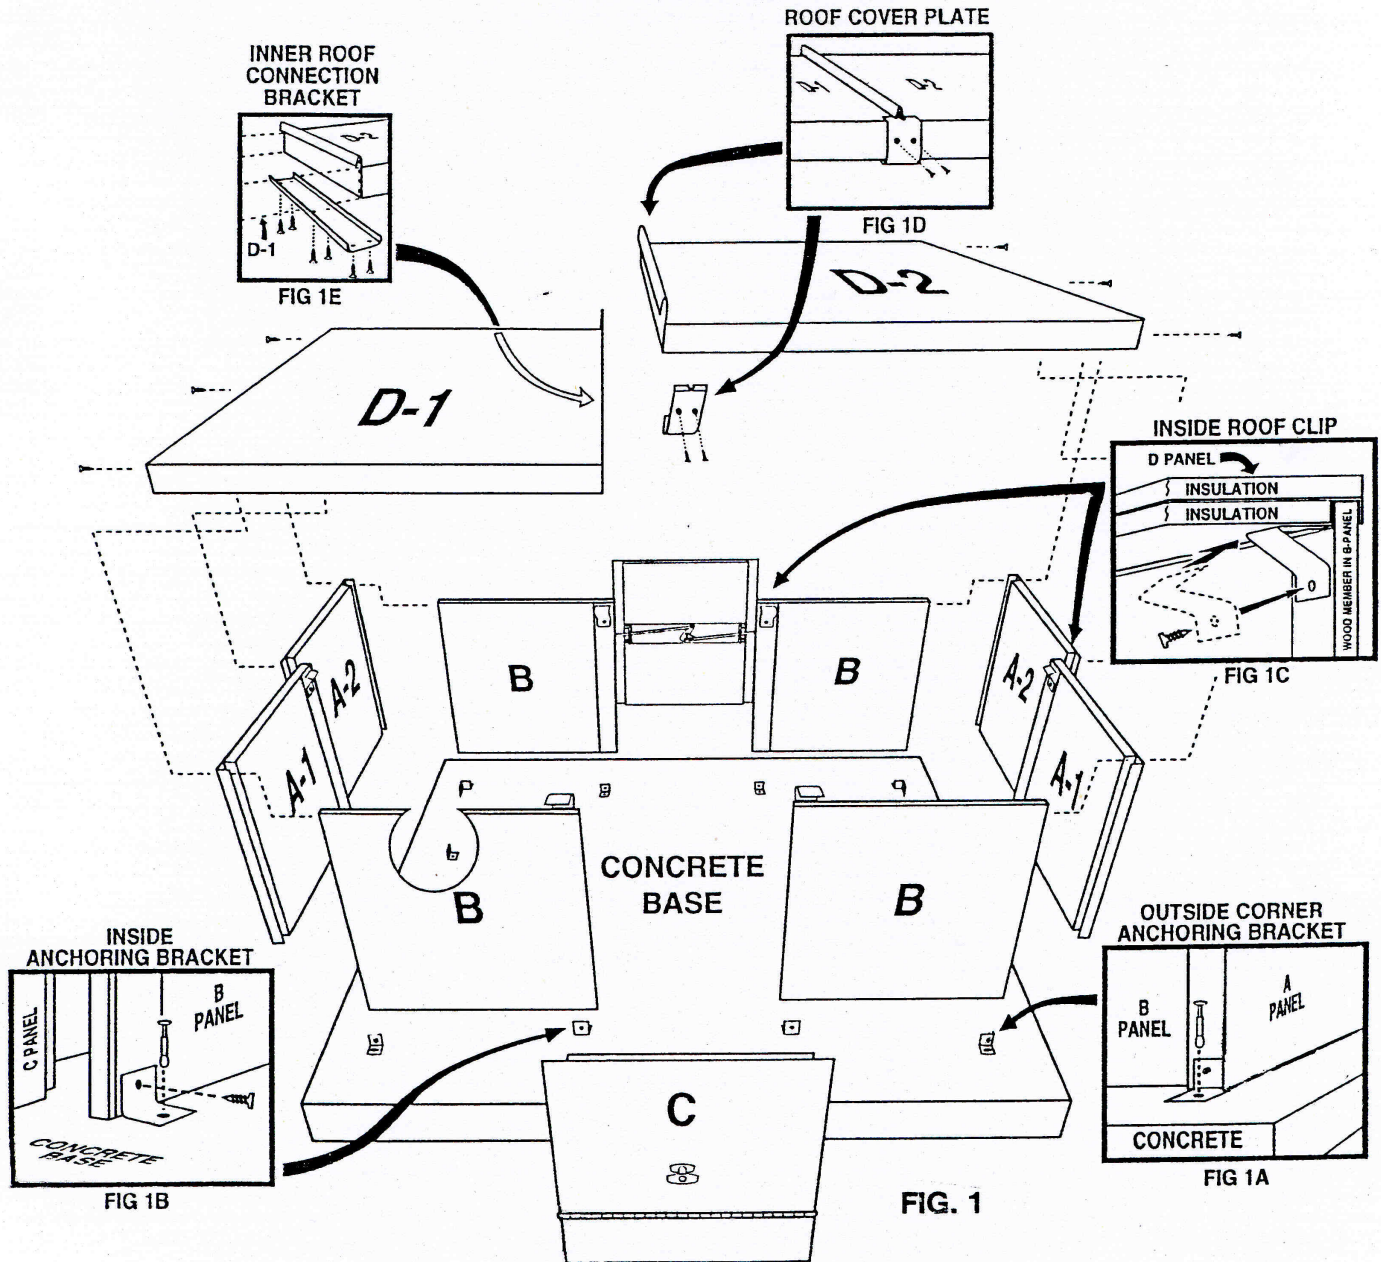 ROOF COVER PLATE
D-1
D-2
FIG 1D
INNER ROOF
CONNECTION
BRACKET
D-2
D-1
FIG 1E
D-2
D-1
INSIDE ROOF CLIP
D PANEL
INSULATION
INSULATION
WOOD MEMBER IN B-PANEL
FIG 1C
B
B
A-2
A-1
A-2
A-1
CONCRETE
BASE
B
B
INSIDE
ANCHORING BRACKET
C PANEL
B
PANEL
CONCRETE
BASE
FIG 1B
OUTSIDE CORNER
ANCHORING BRACKET
B
PANEL
A
PANEL
CONCRETE
FIG 1A
C
FIG. 1